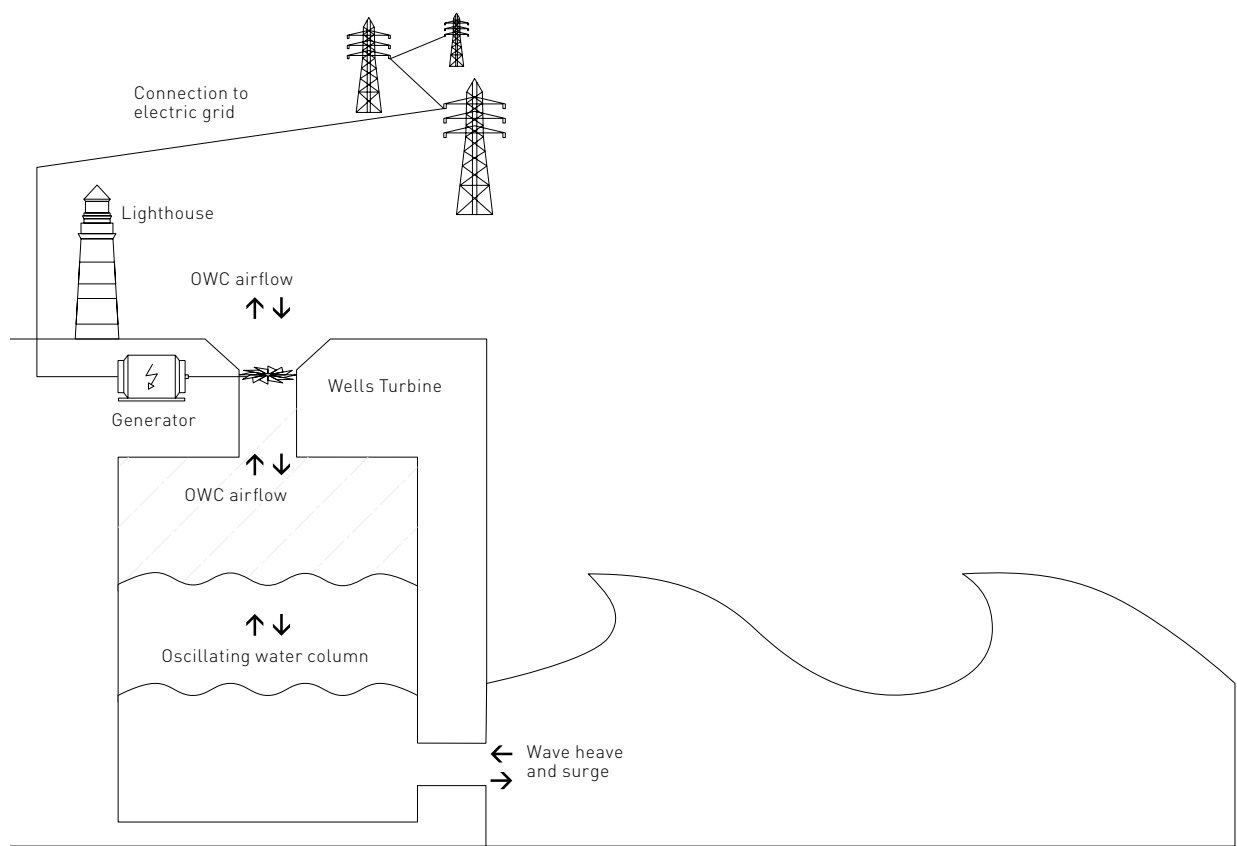 Connection to
electric grid
Lighthouse
OWC airflow
Wells Turbine
Generator
OWC airflow
Oscillating water column
Wave heave
and surge